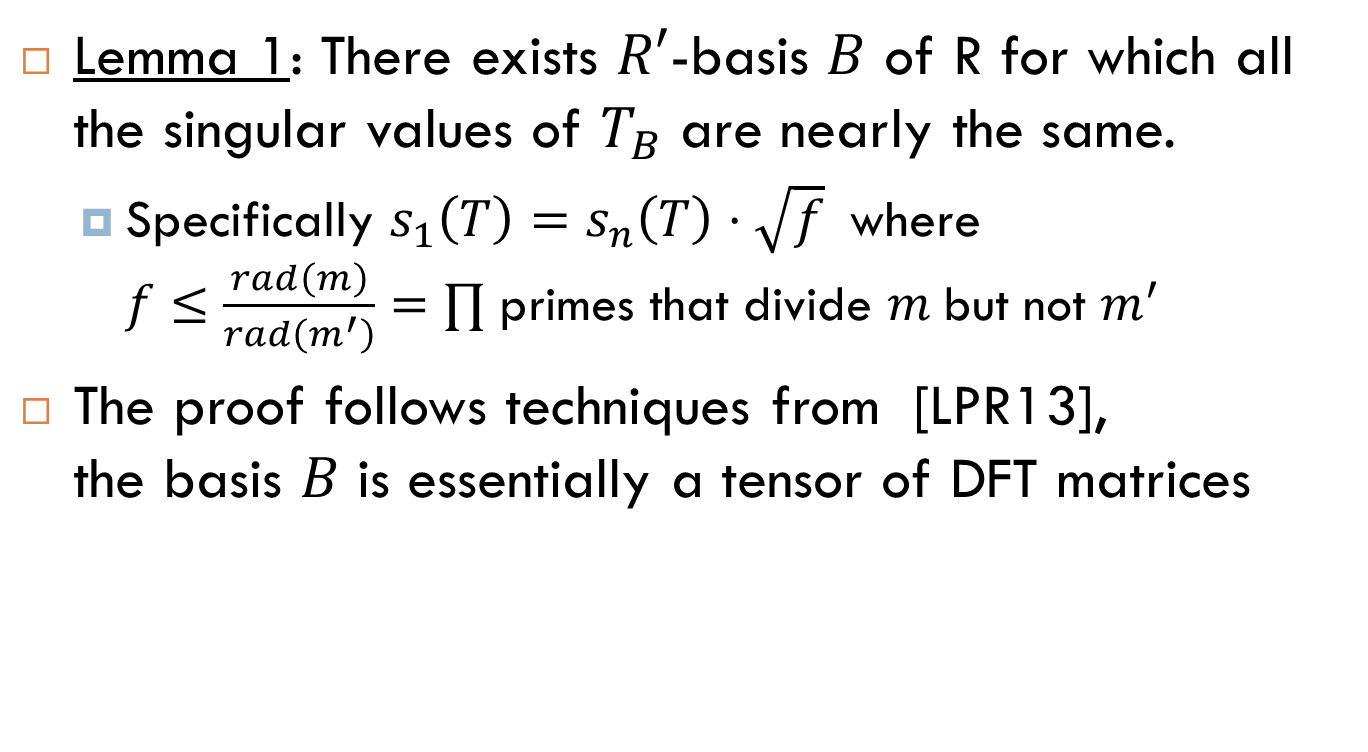 Lemma 1: There exists R′-basis B of R for which all
the singular values of T_B are nearly the same.
Specifically s₁(T) = sₙ(T) · √f where
f ≤ rad(m)/rad(m′) = ∏ primes that divide m but not m′
The proof follows techniques from [LPR13],
the basis B is essentially a tensor of DFT matrices